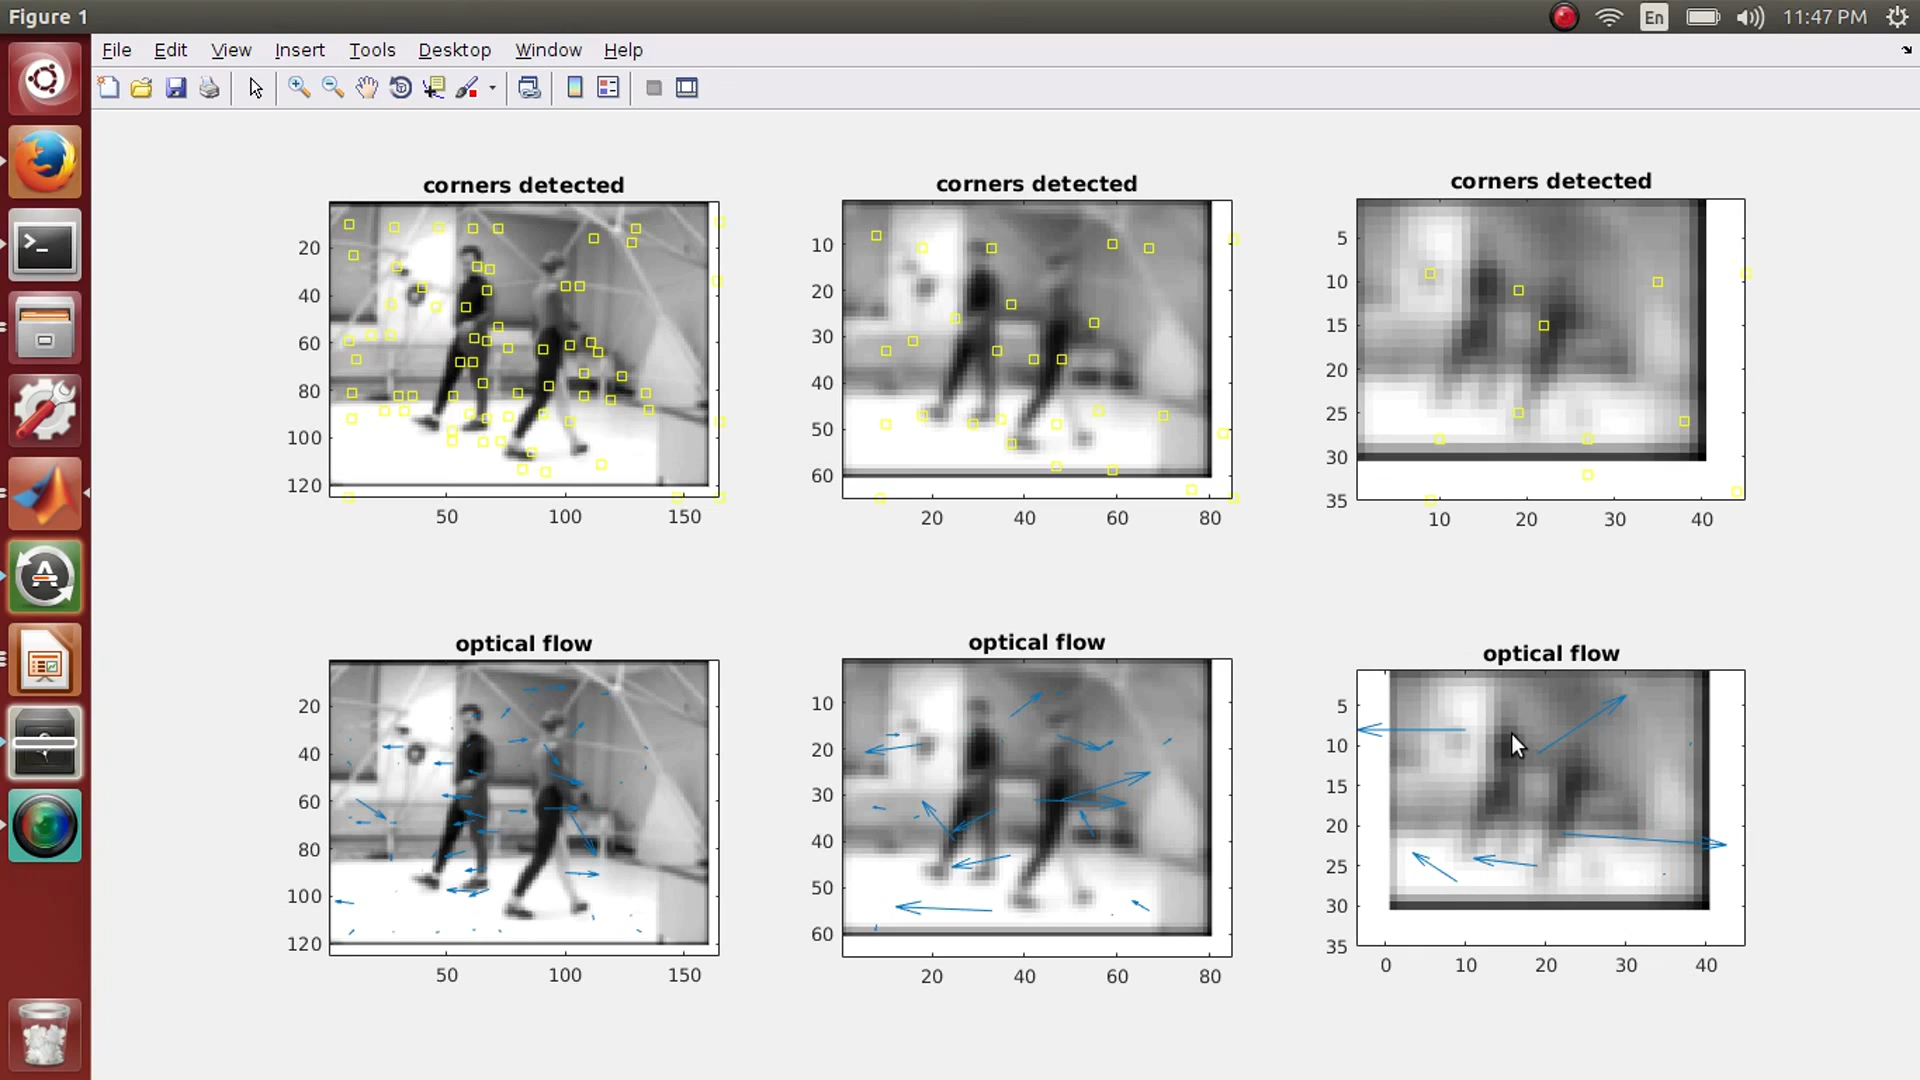 Figure 1
En
11:47 PM
File Edit View Insert Tools Desktop Window Help
corners detected
20
40
60
80
100
120
50 100 150
corners detected
10
20
30
40
50
60
20 40 60 80
corners detected
5
10
15
20
25
30
35
10 20 30 40
optical flow
20
40
60
80
100
120
50 100 150
optical flow
10
20
30
40
50
60
20 40 60 80
optical flow
5
10
15
20
25
30
35
0 10 20 30 40